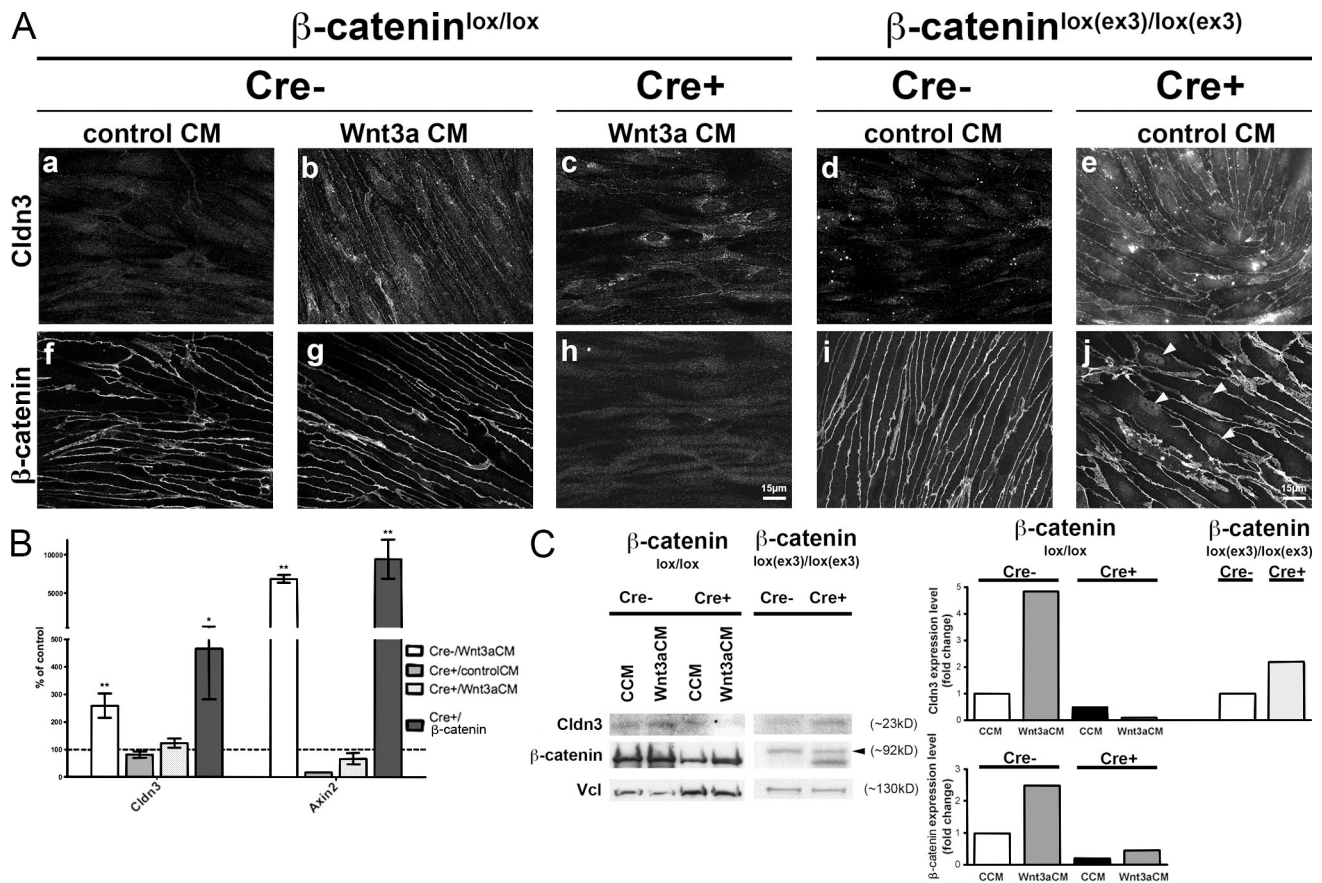 A
β-catenin lox/lox
β-catenin lox(ex3)/lox(ex3)
Cre-
Cre+
Cre-
Cre+
control CM
Wnt3a CM
Wnt3a CM
control CM
control CM
Cldn3
a
b
c
d
e
β-catenin
f
g
h
i
j
15µm
15µm
B
% of control
10000
5000
500
400
300
200
100
0
**
*
**
**
Cldn3
Axin2
Cre-/Wnt3aCM
Cre+/controlCM
Cre+/Wnt3aCM
Cre+/
β-catenin
C
β-catenin
lox/lox
β-catenin
lox(ex3)/lox(ex3)
Cre-
Cre+
Cre-
Cre+
CCM
Wnt3aCM
CCM
Wnt3aCM
Cldn3
(~23kD)
β-catenin
(~92kD)
Vcl
(~130kD)
β-catenin
lox/lox
β-catenin
lox(ex3)/lox(ex3)
Cre-
Cre+
Cre-
Cre+
Cldn3 expression level
(fold change)
5
4
3
2
1
0
CCM
Wnt3aCM
CCM
Wnt3aCM
Cre-
Cre+
β-catenin expression level
(fold change)
3
2
1
0
CCM
Wnt3aCM
CCM
Wnt3aCM